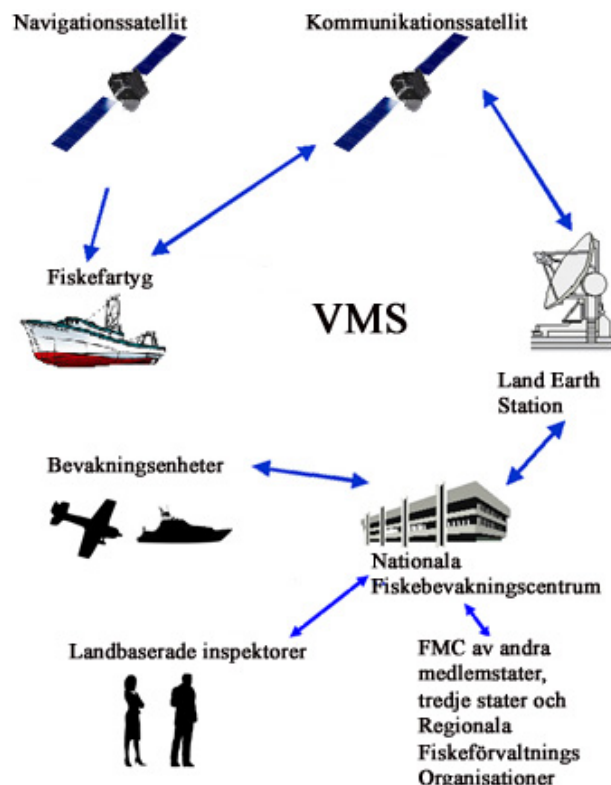 Navigationssatellit
Kommunikationssatellit
Fiskefartyg
VMS
Land Earth
Station
Bevakningsenheter
Nationala
Fiskebevakningscentrum
Landbaserade inspektorer
FMC av andra
medlemstater,
tredje stater och
Regionala
Fiskeförvaltnings
Organisationer